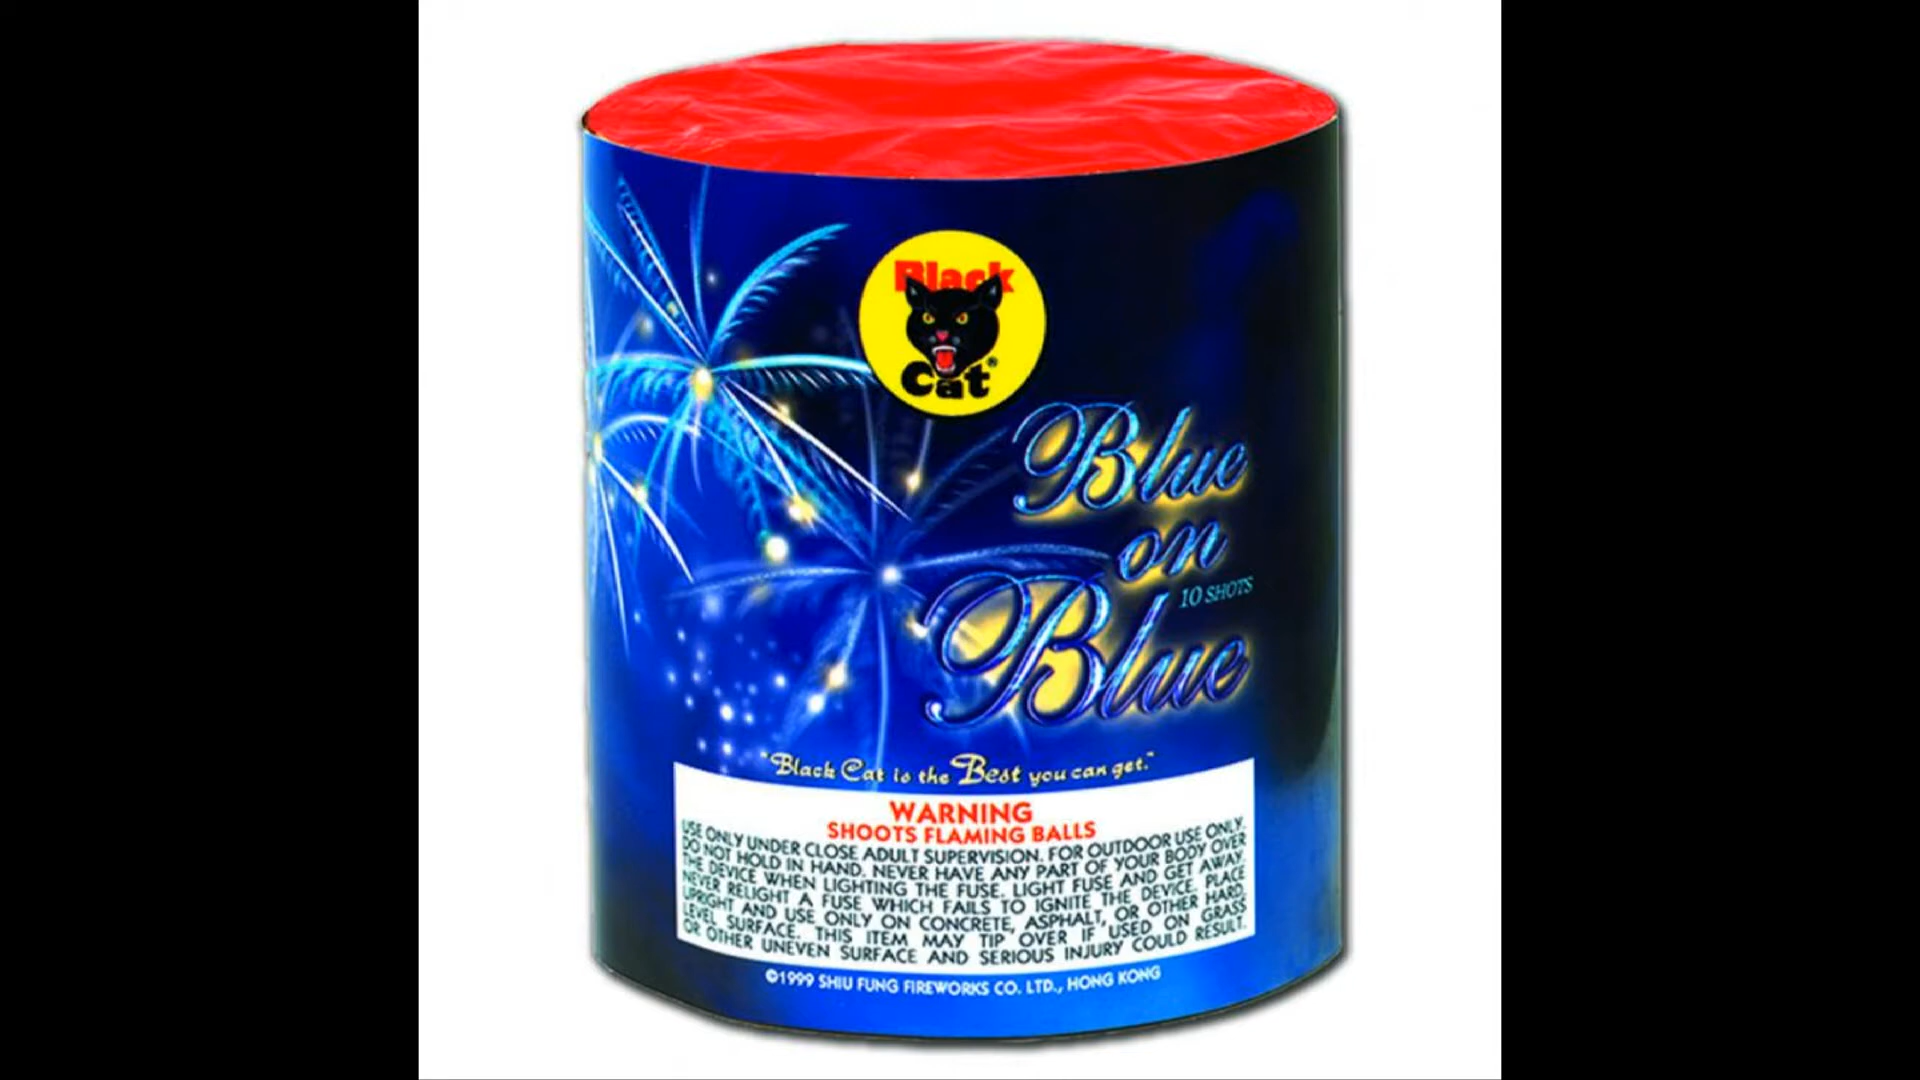 Black
Cat®
Blue
on
10 SHOTS
Blue
"Black Cat is the Best you can get."
WARNING
SHOOTS FLAMING BALLS
USE ONLY UNDER CLOSE ADULT SUPERVISION. FOR OUTDOOR USE ONLY.
DO NOT HOLD IN HAND. NEVER HAVE ANY PART OF YOUR BODY OVER
THE DEVICE WHEN LIGHTING THE FUSE. LIGHT FUSE AND GET AWAY.
NEVER RELIGHT A FUSE WHICH FAILS TO IGNITE THE DEVICE. PLACE
UPRIGHT AND USE ONLY ON CONCRETE, ASPHALT, OR OTHER HARD,
LEVEL SURFACE. THIS ITEM MAY TIP OVER IF USED ON GRASS
OR OTHER UNEVEN SURFACE AND SERIOUS INJURY COULD RESULT.
©1999 SHIU FUNG FIREWORKS CO. LTD., HONG KONG